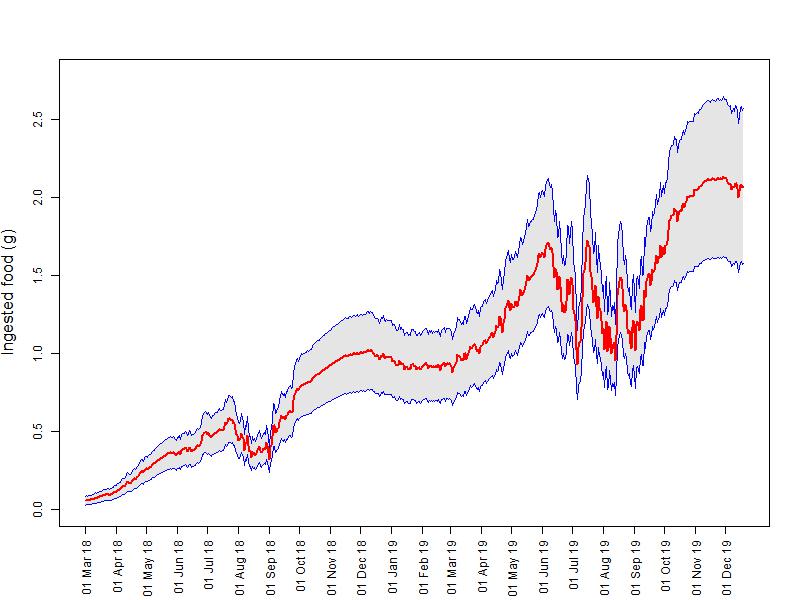 Ingested food (g)
2.5
2.0
1.5
1.0
0.5
0.0
01 Mar 18
01 Apr 18
01 May 18
01 Jun 18
01 Jul 18
01 Aug 18
01 Sep 18
01 Oct 18
01 Nov 18
01 Dec 18
01 Jan 19
01 Feb 19
01 Mar 19
01 Apr 19
01 May 19
01 Jun 19
01 Jul 19
01 Aug 19
01 Sep 19
01 Oct 19
01 Nov 19
01 Dec 19